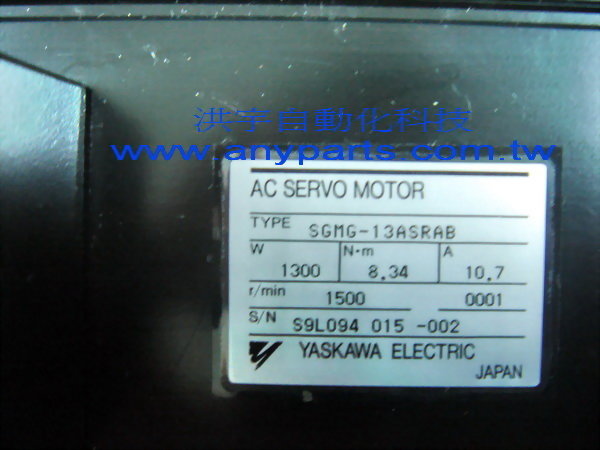 洪宇自動化科技
www.anyparts.com.tw
AC SERVO MOTOR
TYPE SGMG-13ASRAB
W 1300 N·m 8.34 A 10.7
r/min 1500 0001
S/N S9L094 015 -002
YASKAWA ELECTRIC
JAPAN